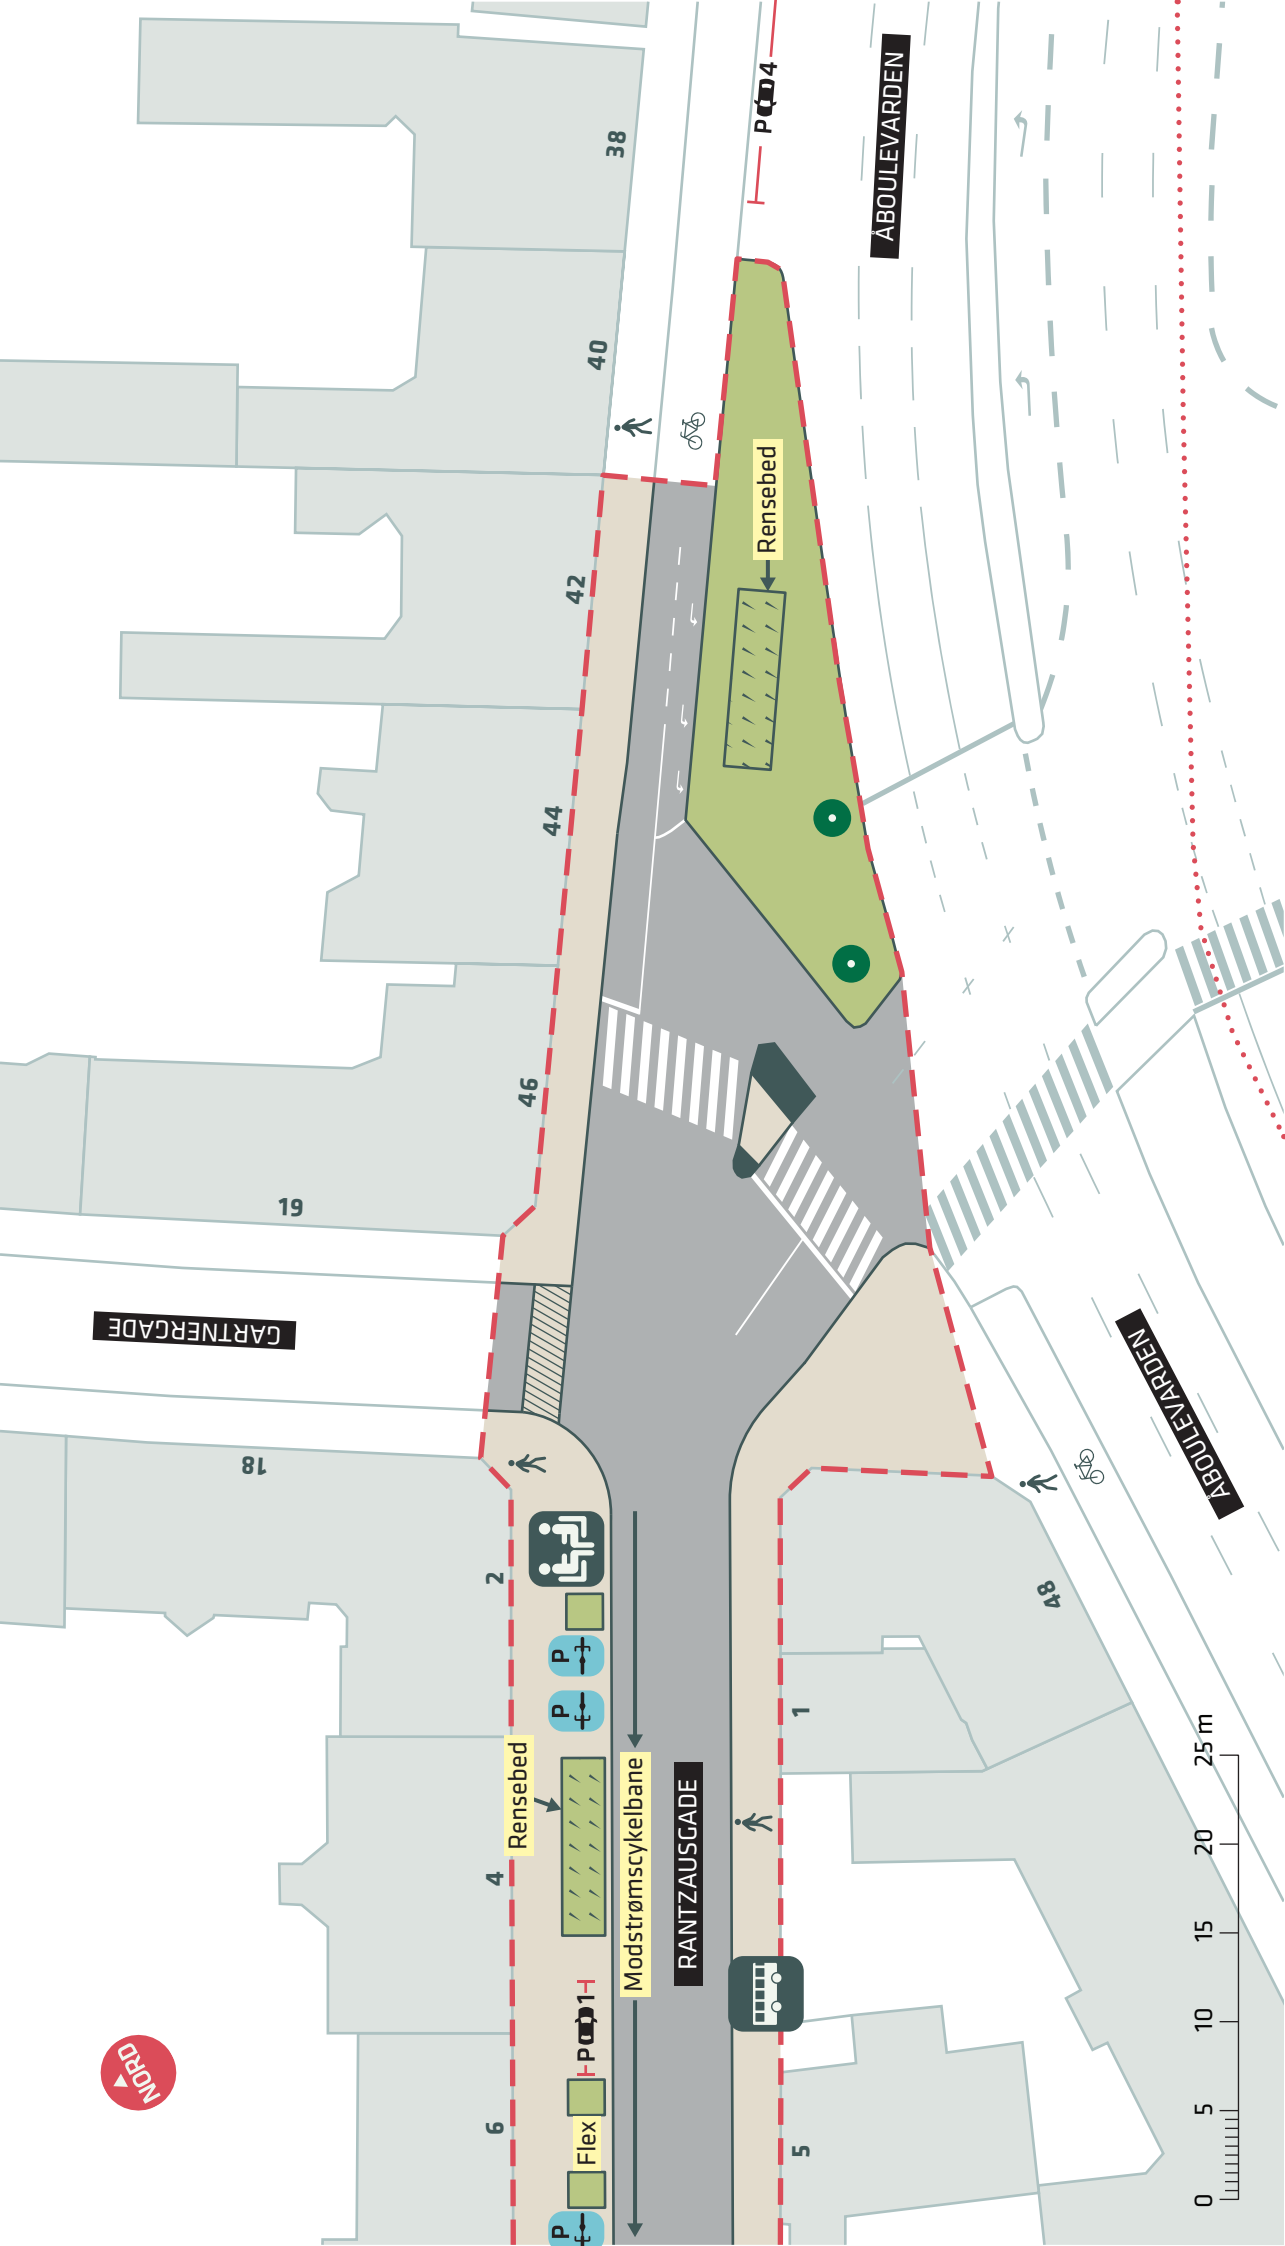 38
P 4
ÅBOULEVARDEN
40
Rensebed
42
44
46
19
GARTNERGADE
18
ÅBOULEVARDEN
48
2
P
P
1
Rensebed
4
Modstrømscykelbane
RANTZAUSGADE
P 1
6
Flex
5
P
NORD
0 5 10 15 20 25 m